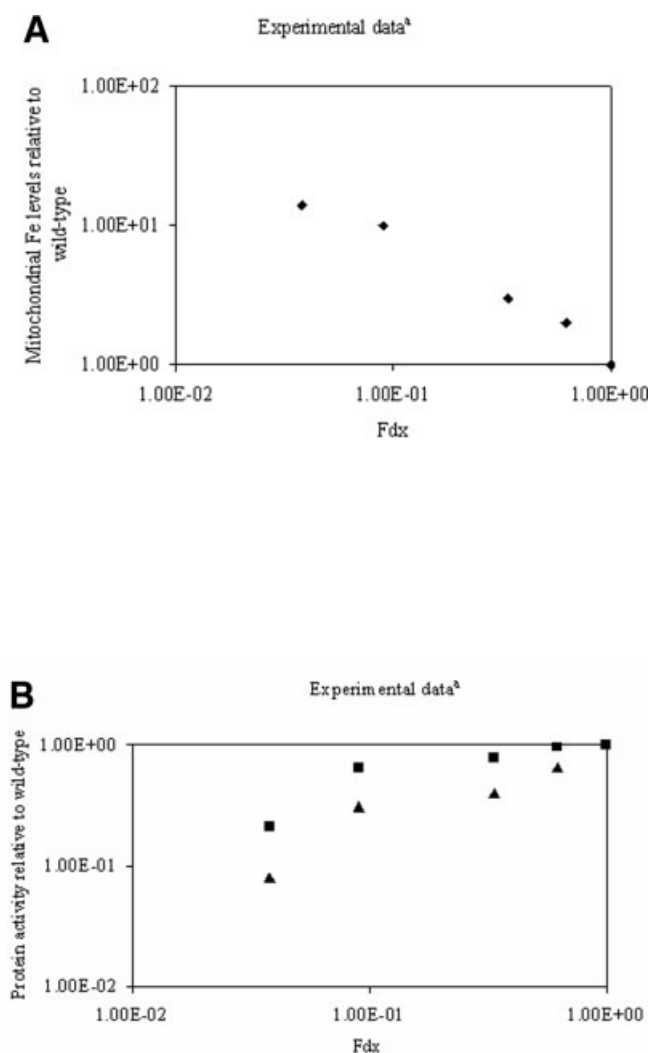 A
Experimental dataª
Mitochondrial Fe levels relative to
wild-type
1.00E+02
1.00E+01
1.00E+00
1.00E-02 1.00E-01 1.00E+00
Fdx
B
Experimental dataª
Protein activity relative to wild-type
1.00E+00
1.00E-01
1.00E-02
1.00E-02 1.00E-01 1.00E+00
Fdx